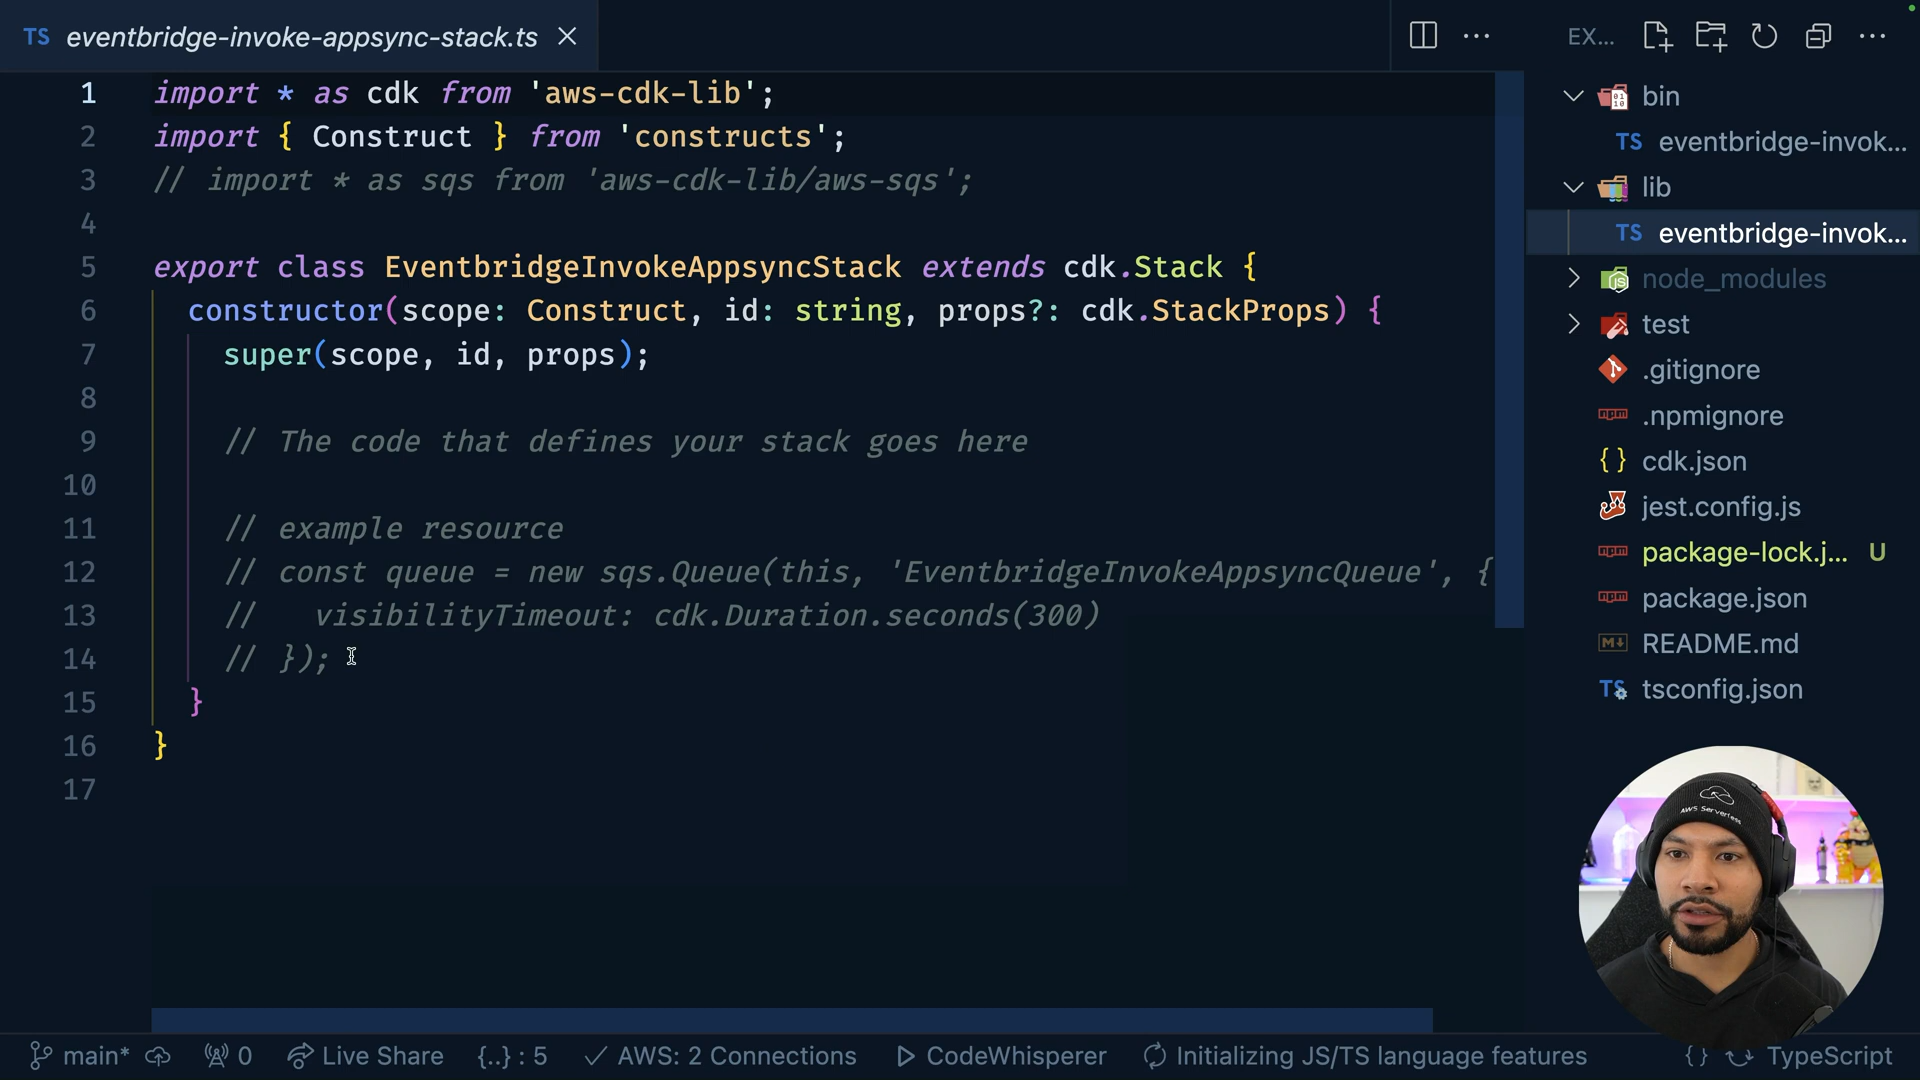 TS eventbridge-invoke-appsync-stack.ts
1 import * as cdk from 'aws-cdk-lib';
2 import { Construct } from 'constructs';
3 // import * as sqs from 'aws-cdk-lib/aws-sqs';
4
5 export class EventbridgeInvokeAppsyncStack extends cdk.Stack {
6 constructor(scope: Construct, id: string, props?: cdk.StackProps) {
7 super(scope, id, props);
8
9 // The code that defines your stack goes here
10
11 // example resource
12 // const queue = new sqs.Queue(this, 'EventbridgeInvokeAppsyncQueue', {
13 //   visibilityTimeout: cdk.Duration.seconds(300)
14 // });
15 }
16 }
17
EX...
bin
TS eventbridge-invok...
lib
TS eventbridge-invok...
node_modules
test
.gitignore
.npmignore
{ } cdk.json
jest.config.js
package-lock.j... U
package.json
README.md
TS tsconfig.json
AWS Serverless
main* 0 Live Share {..} : 5 AWS: 2 Connections CodeWhisperer Initializing JS/TS language features {} TypeScript